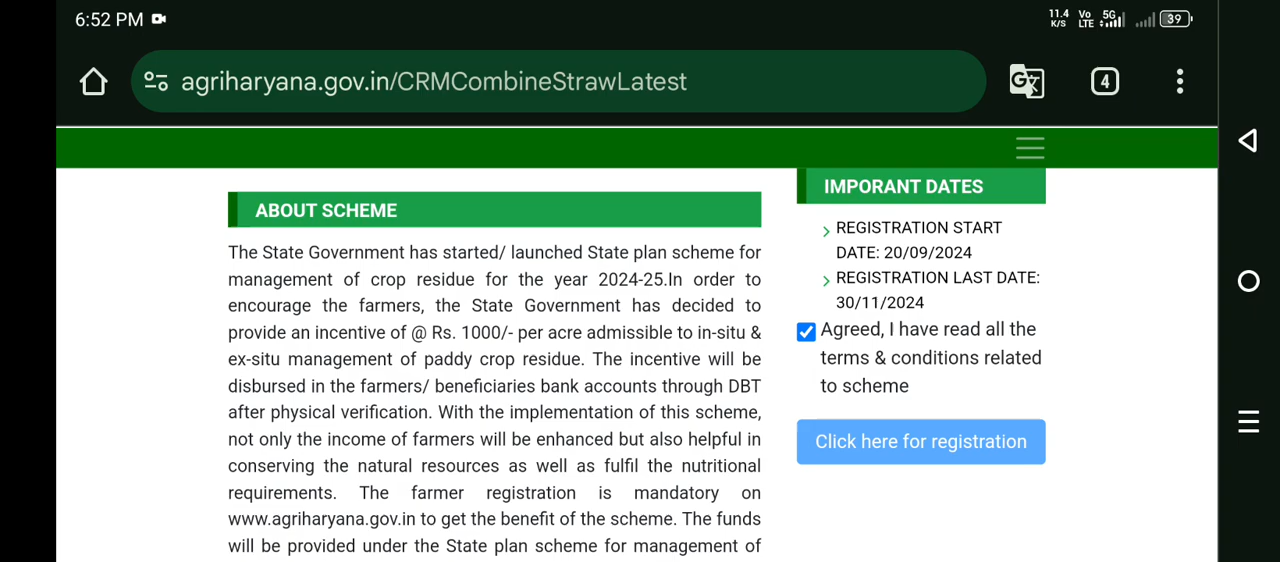 6:52 PM
11.4 K/S Vo LTE 5G 39
agriharyana.gov.in/CRMCombineStrawLatest
4
ABOUT SCHEME
The State Government has started/ launched State plan scheme for
management of crop residue for the year 2024-25.In order to
encourage the farmers, the State Government has decided to
provide an incentive of @ Rs. 1000/- per acre admissible to in-situ &
ex-situ management of paddy crop residue. The incentive will be
disbursed in the farmers/ beneficiaries bank accounts through DBT
after physical verification. With the implementation of this scheme,
not only the income of farmers will be enhanced but also helpful in
conserving the natural resources as well as fulfil the nutritional
requirements. The farmer registration is mandatory on
www.agriharyana.gov.in to get the benefit of the scheme. The funds
will be provided under the State plan scheme for management of
IMPORANT DATES
REGISTRATION START
DATE: 20/09/2024
REGISTRATION LAST DATE:
30/11/2024
Agreed, I have read all the
terms & conditions related
to scheme
Click here for registration